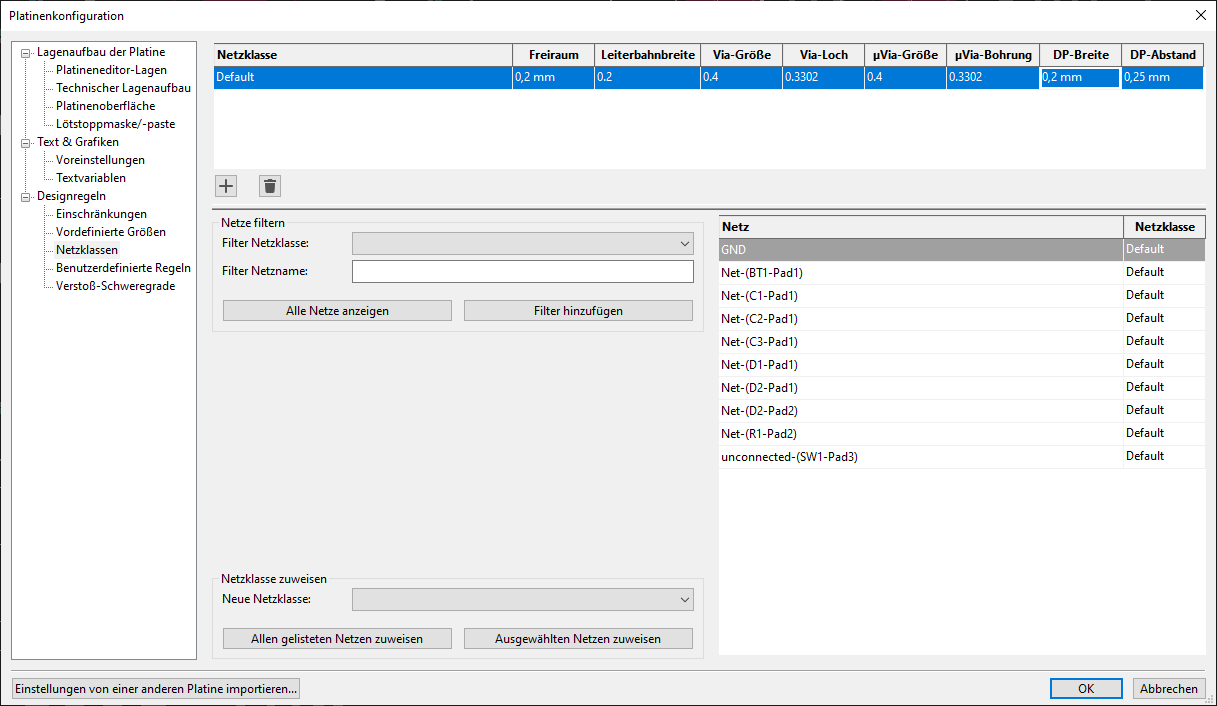 Platinenkonfiguration
Lagenaufbau der Platine
Platineneditor-Lagen
Technischer Lagenaufbau
Platinenoberfläche
Lötstoppmaske/-paste
Text & Grafiken
Voreinstellungen
Textvariablen
Designregeln
Einschränkungen
Vordefinierte Größen
Netzklassen
Benutzerdefinierte Regeln
Verstoß-Schweregrade
Netzklasse Freiraum Leiterbahnbreite Via-Größe Via-Loch µVia-Größe µVia-Bohrung DP-Breite DP-Abstand
Default 0,2 mm 0.2 0.4 0.3302 0.4 0.3302 0,2 mm 0,25 mm
Netze filtern
Filter Netzklasse:
Filter Netzname:
Alle Netze anzeigen Filter hinzufügen
Netzklasse zuweisen
Neue Netzklasse:
Allen gelisteten Netzen zuweisen Ausgewählten Netzen zuweisen
Netz Netzklasse
GND Default
Net-(BT1-Pad1) Default
Net-(C1-Pad1) Default
Net-(C2-Pad1) Default
Net-(C3-Pad1) Default
Net-(D1-Pad1) Default
Net-(D2-Pad1) Default
Net-(D2-Pad2) Default
Net-(R1-Pad2) Default
unconnected-(SW1-Pad3) Default
Einstellungen von einer anderen Platine importieren... OK Abbrechen